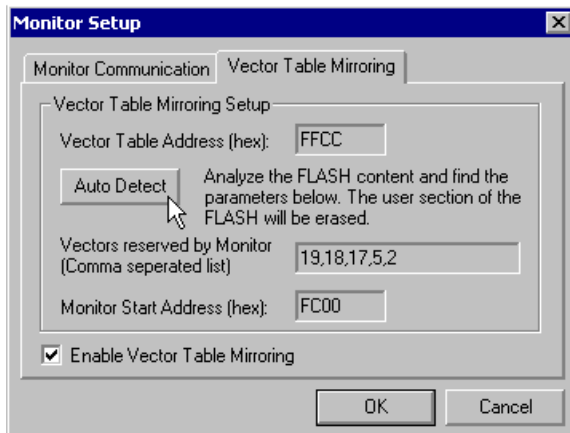 Monitor Setup
Monitor Communication
Vector Table Mirroring
Vector Table Mirroring Setup
Vector Table Address (hex):
FFCC
Auto Detect
Analyze the FLASH content and find the
parameters below. The user section of the
FLASH will be erased.
Vectors reserved by Monitor
(Comma seperated list)
19,18,17,5,2
Monitor Start Address (hex):
FC00
Enable Vector Table Mirroring
OK
Cancel